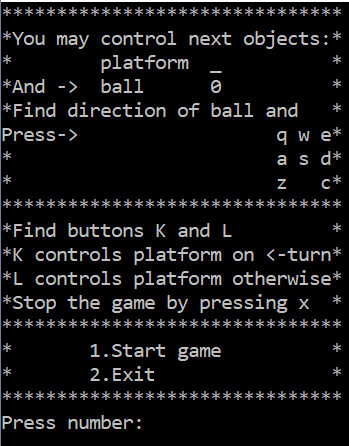 *******************************
*You may control next objects:*
*        platform  _          *
*And ->  ball      0          *
*Find direction of ball and   *
Press->                  q w e*
*                        a s d*
*                        z   c*
*******************************
*Find buttons K and L         *
*K controls platform on <-turn*
*L controls platform otherwise*
*Stop the game by pressing x  *
*******************************
*       1.Start game          *
*       2.Exit                *
*******************************
Press number: